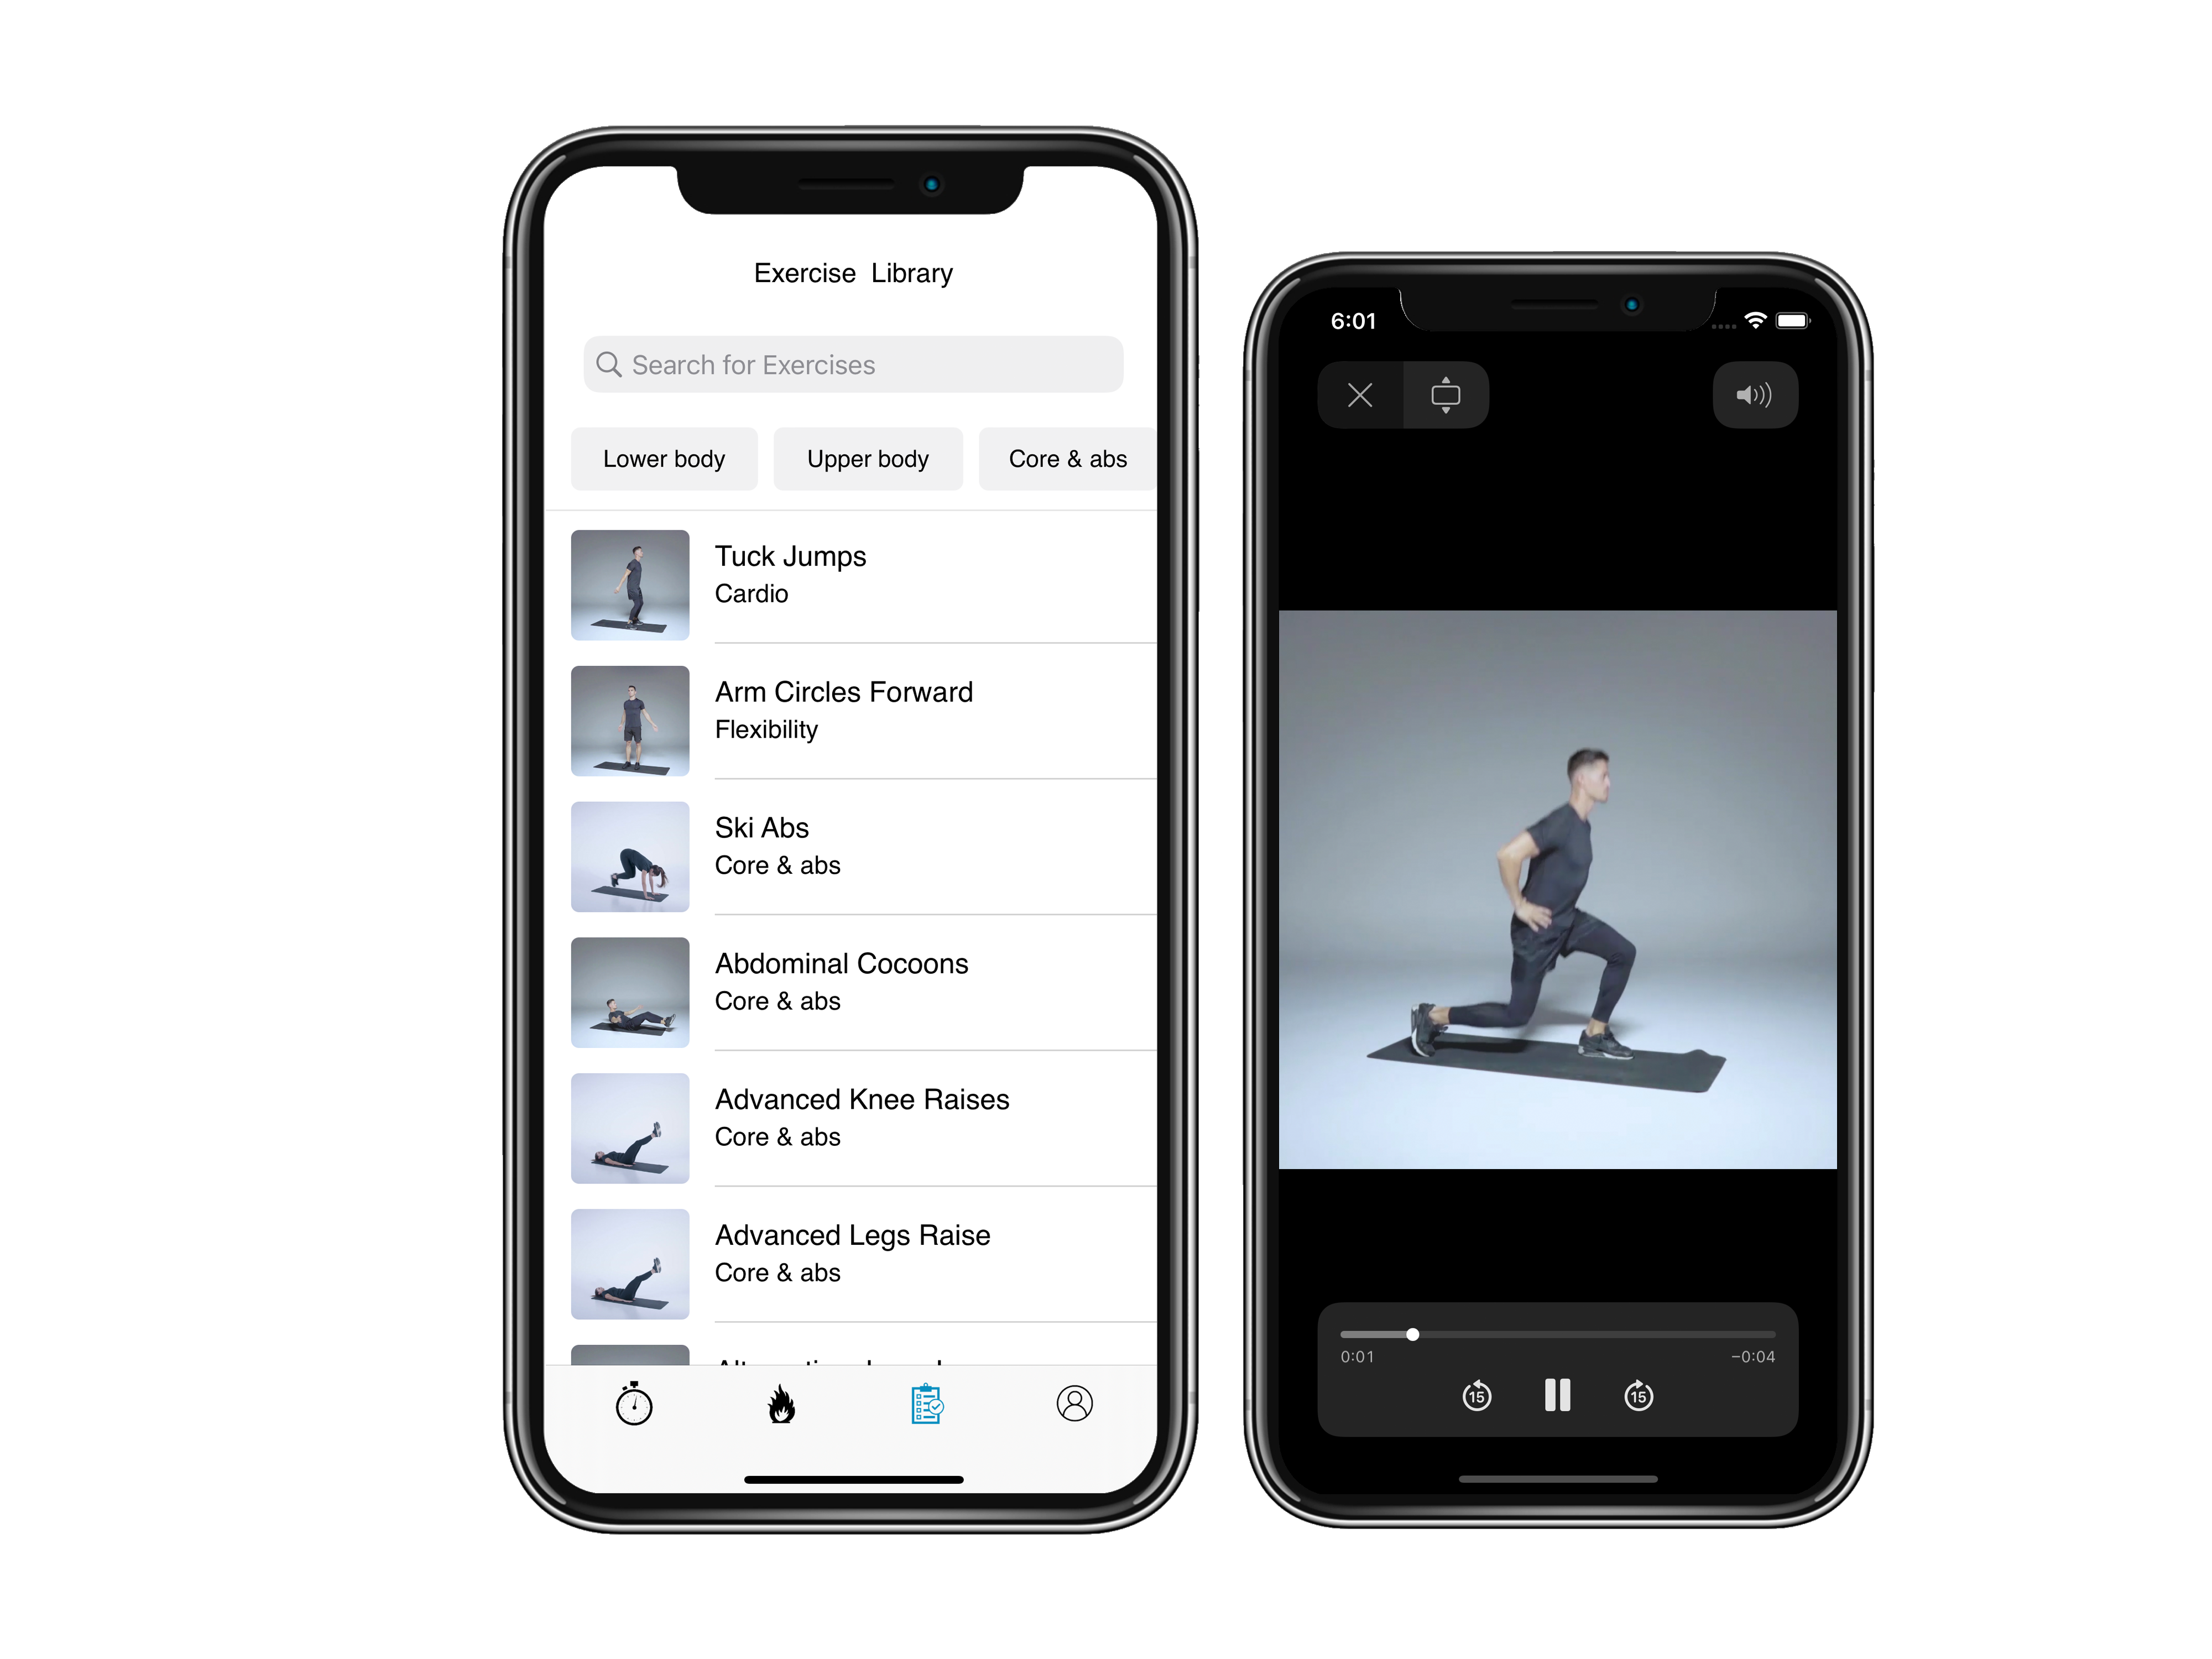 Exercise Library
Search for Exercises
Lower body
Upper body
Core & abs
Tuck Jumps
Cardio
Arm Circles Forward
Flexibility
Ski Abs
Core & abs
Abdominal Cocoons
Core & abs
Advanced Knee Raises
Core & abs
Advanced Legs Raise
Core & abs
6:01
0:01
−0:04
15
15